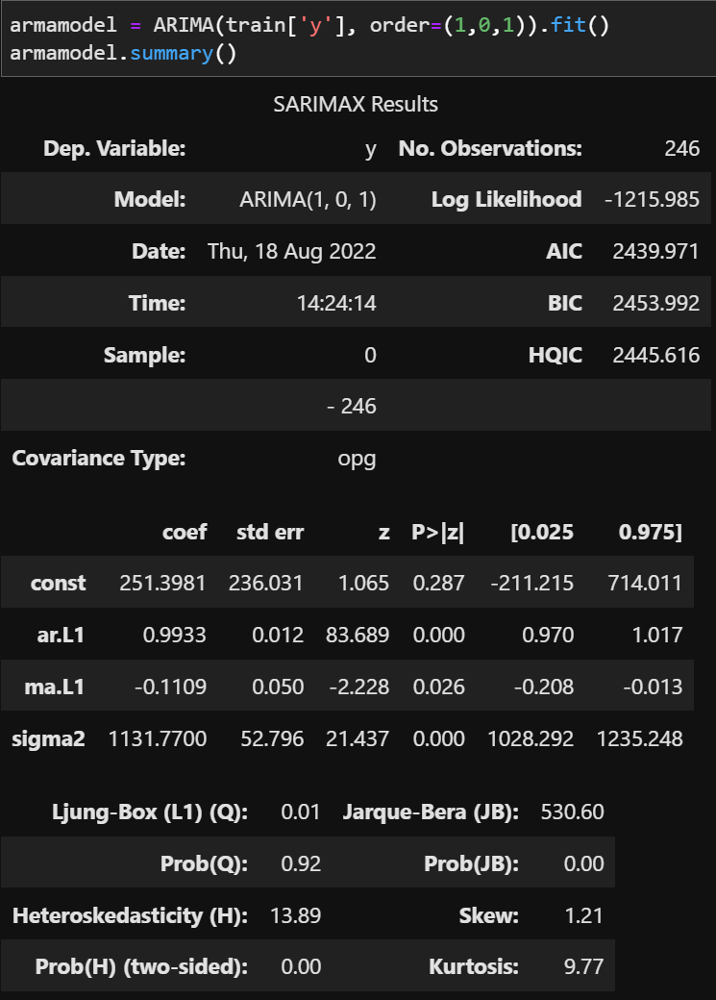 armamodel = ARIMA(train['y'], order=(1,0,1)).fit()
armamodel.summary()
SARIMAX Results
Dep. Variable: y No. Observations: 246
Model: ARIMA(1, 0, 1) Log Likelihood -1215.985
Date: Thu, 18 Aug 2022 AIC 2439.971
Time: 14:24:14 BIC 2453.992
Sample: 0 HQIC 2445.616
- 246
Covariance Type: opg
coef std err z P>|z| [0.025 0.975]
const 251.3981 236.031 1.065 0.287 -211.215 714.011
ar.L1 0.9933 0.012 83.689 0.000 0.970 1.017
ma.L1 -0.1109 0.050 -2.228 0.026 -0.208 -0.013
sigma2 1131.7700 52.796 21.437 0.000 1028.292 1235.248
Ljung-Box (L1) (Q): 0.01 Jarque-Bera (JB): 530.60
Prob(Q): 0.92 Prob(JB): 0.00
Heteroskedasticity (H): 13.89 Skew: 1.21
Prob(H) (two-sided): 0.00 Kurtosis: 9.77